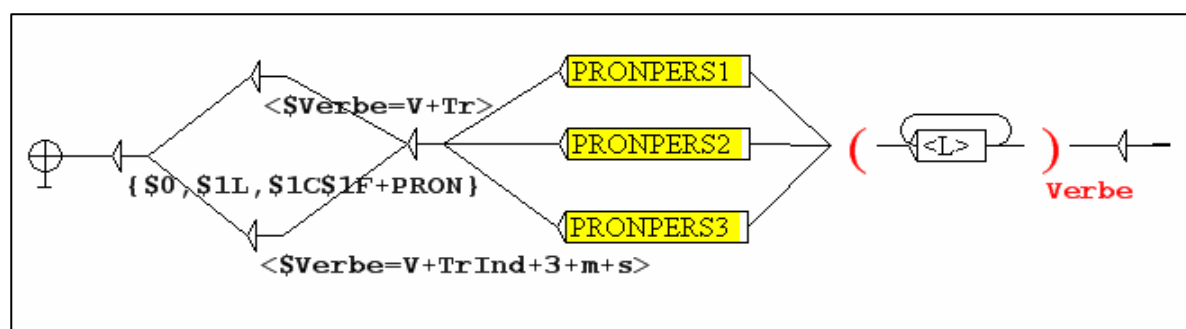 PRONPERS1
<$Verbe=V+Tr>
PRONPERS2
( <L> )
{$0,$1L,$1C$1F+PRON}
Verbe
PRONPERS3
<$Verbe=V+TrInd+3+m+s>